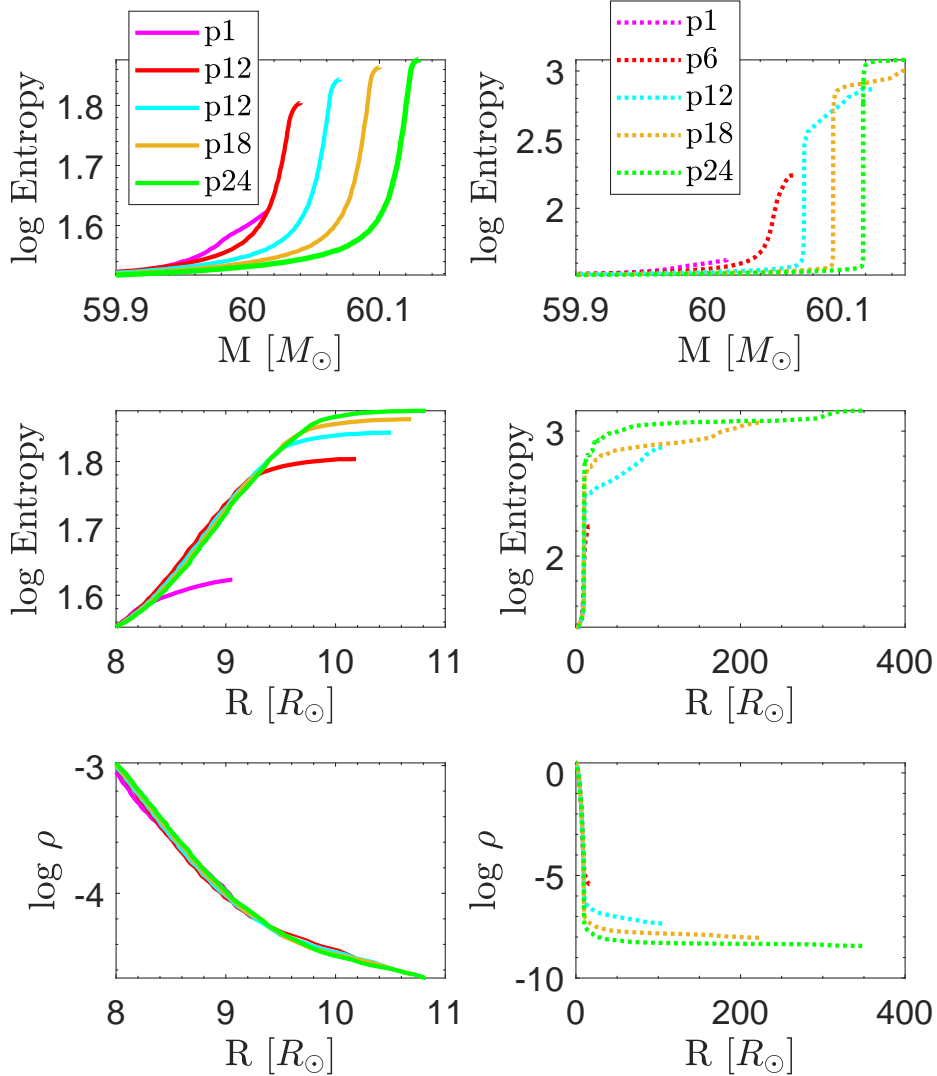 p1
p12
p12
p18
p24
log Entropy
1.8
1.7
1.6
59.9
60
60.1
M [M⊙]
p1
p6
p12
p18
p24
log Entropy
3
2.5
2
59.9
60
60.1
M [M⊙]
log Entropy
1.8
1.7
1.6
8
9
10
11
R [R⊙]
log Entropy
3
2
0
200
400
R [R⊙]
log ρ
-3
-4
8
9
10
11
R [R⊙]
log ρ
0
-5
-10
0
200
400
R [R⊙]